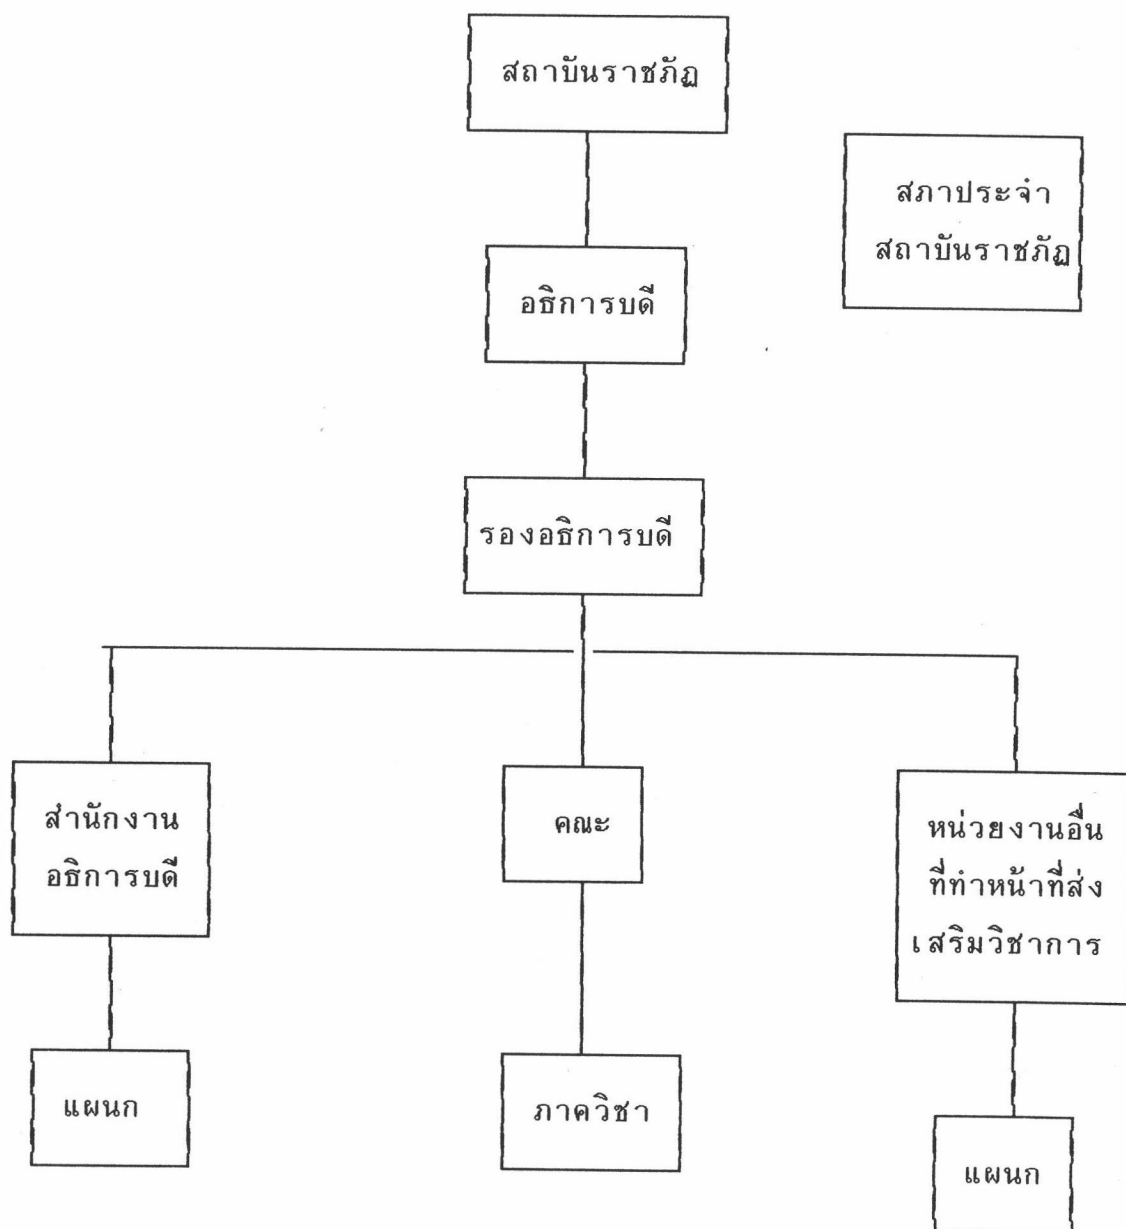 สถาบันราชภัฏ
สภาประจำ
สถาบันราชภัฏ
อธิการบดี
รองอธิการบดี
สำนักงาน
อธิการบดี
คณะ
หน่วยงานอื่น
ที่ทำหน้าที่ส่ง
เสริมวิชาการ
แผนก
ภาควิชา
แผนก